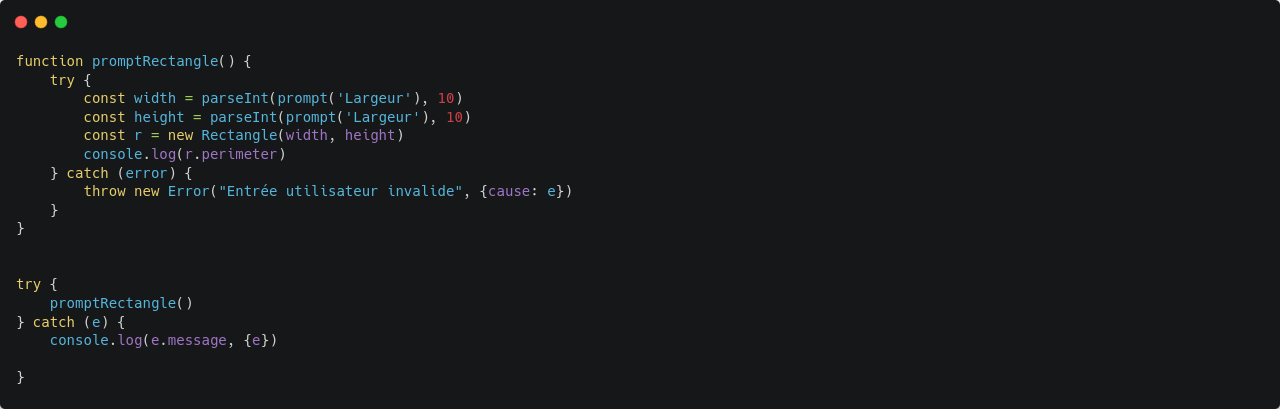 function promptRectangle() {
    try {
        const width = parseInt(prompt('Largeur'), 10)
        const height = parseInt(prompt('Largeur'), 10)
        const r = new Rectangle(width, height)
        console.log(r.perimeter)
    } catch (error) {
        throw new Error("Entrée utilisateur invalide", {cause: e})
    }
}
try {
    promptRectangle()
} catch (e) {
    console.log(e.message, {e})
}